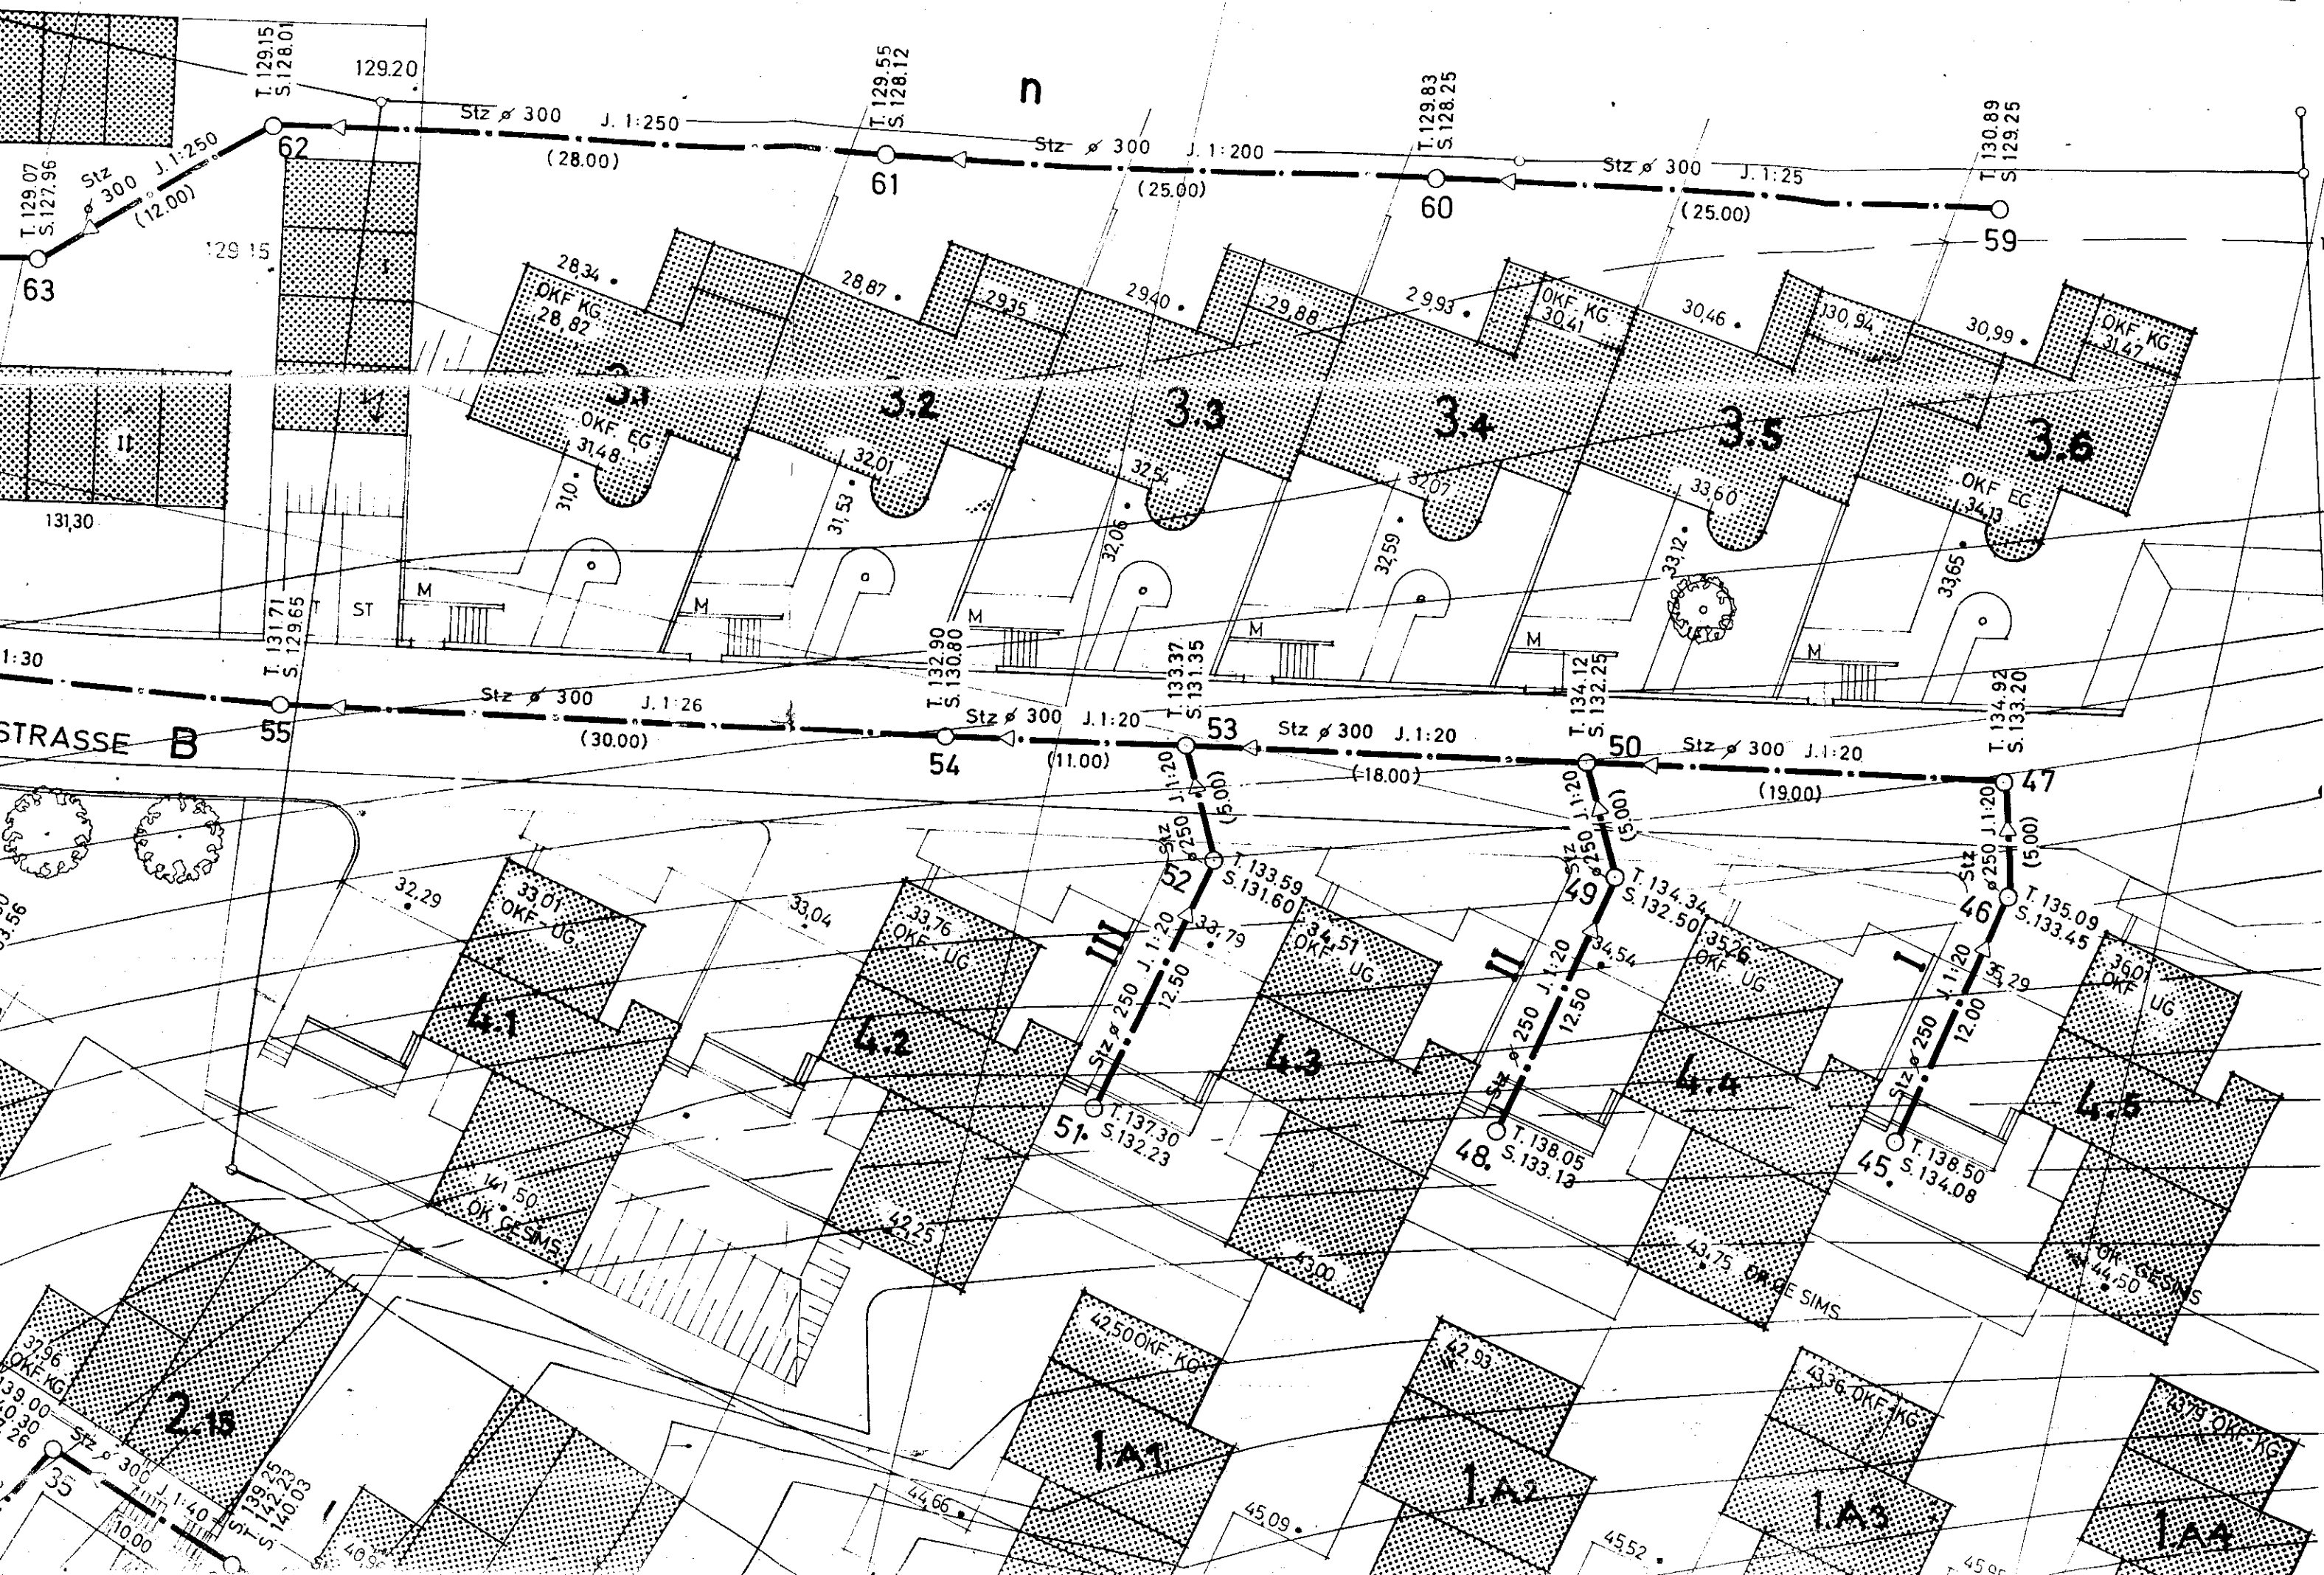 T. 129.15
S. 128.01
129.20
Stz ⌀ 300 J. 1:250
(28.00)
62
T. 129.55
S. 128.12
61
n
Stz ⌀ 300 J. 1:200
(25.00)
T. 129.83
S. 128.25
60
Stz ⌀ 300 J. 1:25
(25.00)
T. 130.89
S. 129.25
59
T. 129.07
S. 127.96
63
Stz
⌀ 300 J. 1:250
(12.00)
129.15
I
II
131,30
28,34
OKF KG
28,82
28,87
29,35
29,40
29,88
29,93
OKF KG
30,41
30,46
30,94
30,99
OKF KG
31,47
3.1
3.2
3.3
3.4
3.5
3.6
OKF EG
31,48
32,01
32,54
33,60
OKF EG
34,13
310
31,53
32,06
32,59
33,12
33,65
ST
M
M
M
M
M
M
1:30
T. 131.71
S. 129.65
55
Stz ⌀ 300 J. 1:26
(30.00)
T. 132.90
S. 130.80
54
Stz ⌀ 300 J. 1:20
(11.00)
T. 133.37
S. 131.35
53
Stz ⌀ 300 J. 1:20
(18.00)
T. 134.12
S. 132.25
50
Stz ⌀ 300 J. 1:20
(19.00)
T. 134.92
S. 133.20
47
STRASSE B
Stz
⌀ 250 J. 1:20
(5.00)
52
T. 133.59
S. 131.60
Stz
⌀ 250 J. 1:20
(5.00)
49
T. 134.34
S. 132.50
Stz
⌀ 250 J. 1:20
(5.00)
46
T. 135.09
S. 133.45
32,29
33,01
OKF UG
33,04
33,76
OKF UG
III
33,79
34,51
OKF UG
II
34,54
35,26
OKF UG
I
35,29
36,01
OKF UG
Stz ⌀ 250 J. 1:20
12.50
Stz ⌀ 250 J. 1:20
12.50
Stz ⌀ 250 J. 1:20
12.00
4.1
4.2
4.3
4.4
4.5
51
T. 137.30
S. 132.23
48
T. 138.05
S. 133.13
45
T. 138.50
S. 134.08
141,50
OK GESIMS
42,25
43,00
43,75 OK GESIMS
OK GESIMS
44,50
37,96
OKF KG
2.15
35
Stz ⌀ 300
J. 1:40
10.00
139.25
142.23
140.03
42,50 OKF KG
42,93
43,36 OKF KG
43,79 OKF KG
1.A1
1.A2
1.A3
1.A4
44,66
45,09
45,52